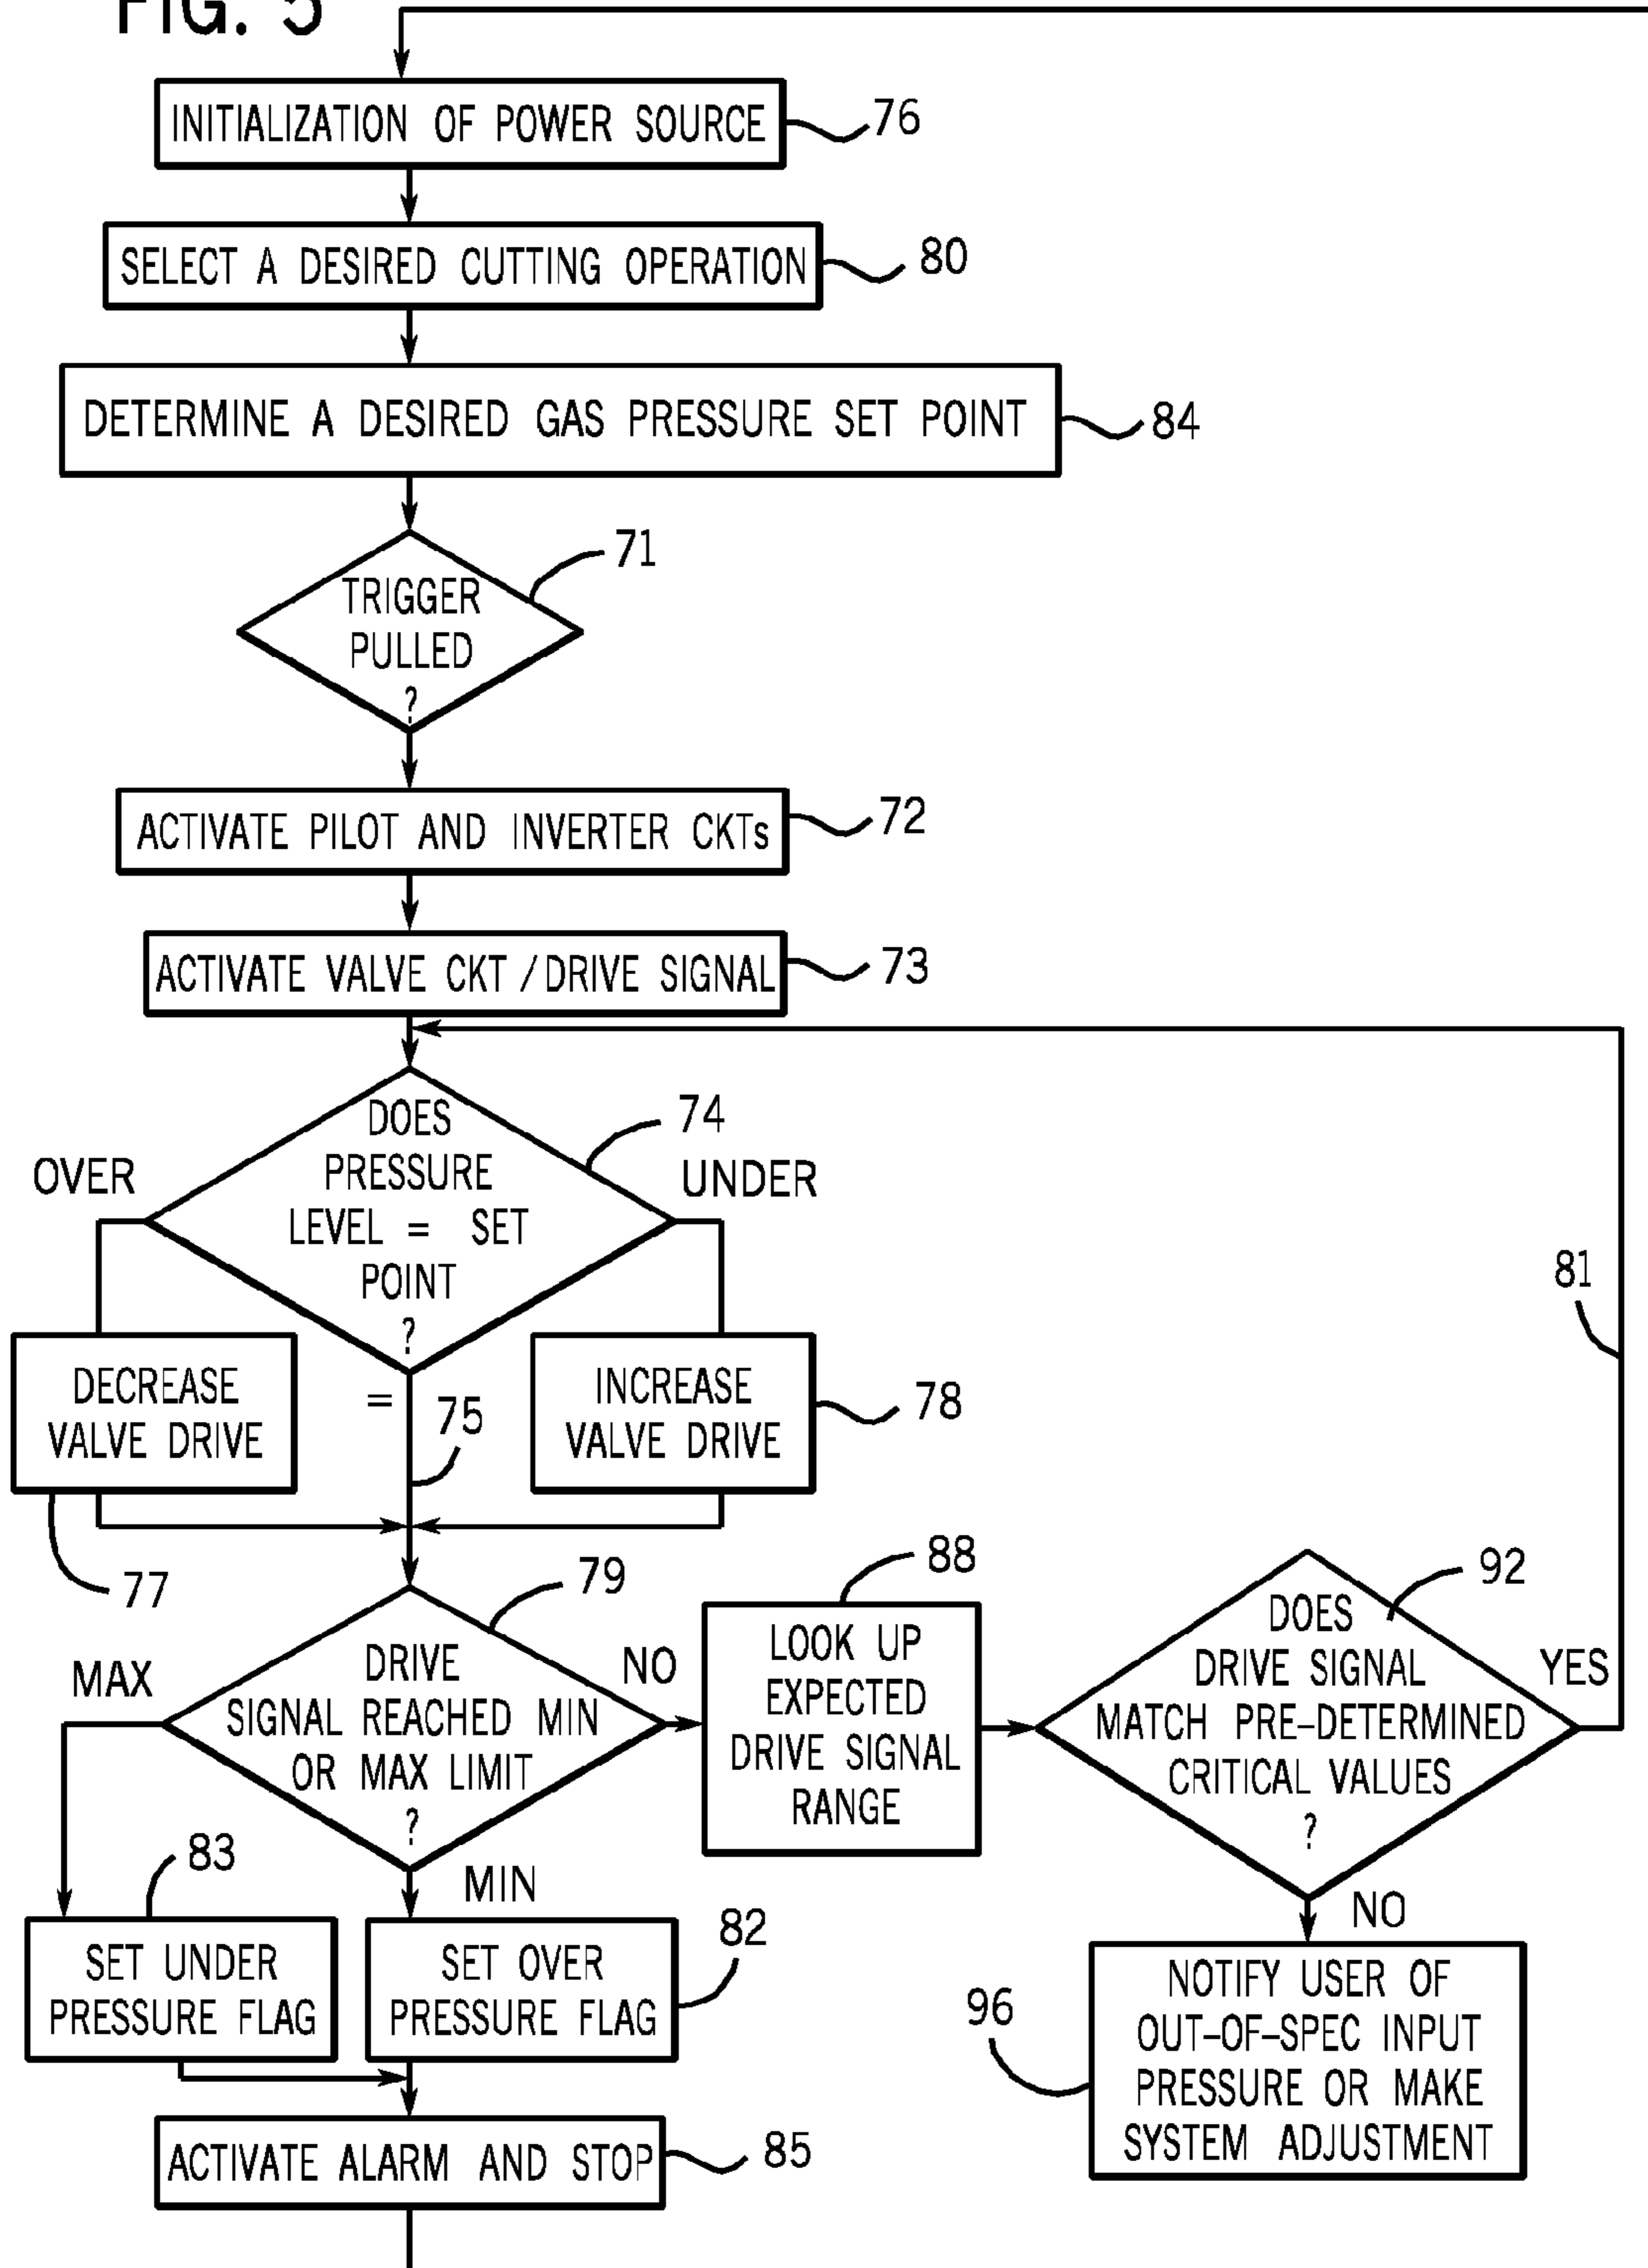 FIG. 5
INITIALIZATION OF POWER SOURCE
76
SELECT A DESIRED CUTTING OPERATION
80
DETERMINE A DESIRED GAS PRESSURE SET POINT
84
71
TRIGGER
PULLED
?
ACTIVATE PILOT AND INVERTER CKTs
72
ACTIVATE VALVE CKT / DRIVE SIGNAL
73
74
OVER
UNDER
DOES
PRESSURE
LEVEL = SET
POINT
?
81
DECREASE
VALVE DRIVE
77
=
75
INCREASE
VALVE DRIVE
78
79
MAX
NO
DRIVE
SIGNAL REACHED MIN
OR MAX LIMIT
?
MIN
88
LOOK UP
EXPECTED
DRIVE SIGNAL
RANGE
92
DOES
DRIVE SIGNAL
MATCH PRE-DETERMINED
CRITICAL VALUES
?
YES
NO
83
SET UNDER
PRESSURE FLAG
82
SET OVER
PRESSURE FLAG
96
NOTIFY USER OF
OUT-OF-SPEC INPUT
PRESSURE OR MAKE
SYSTEM ADJUSTMENT
ACTIVATE ALARM AND STOP
85